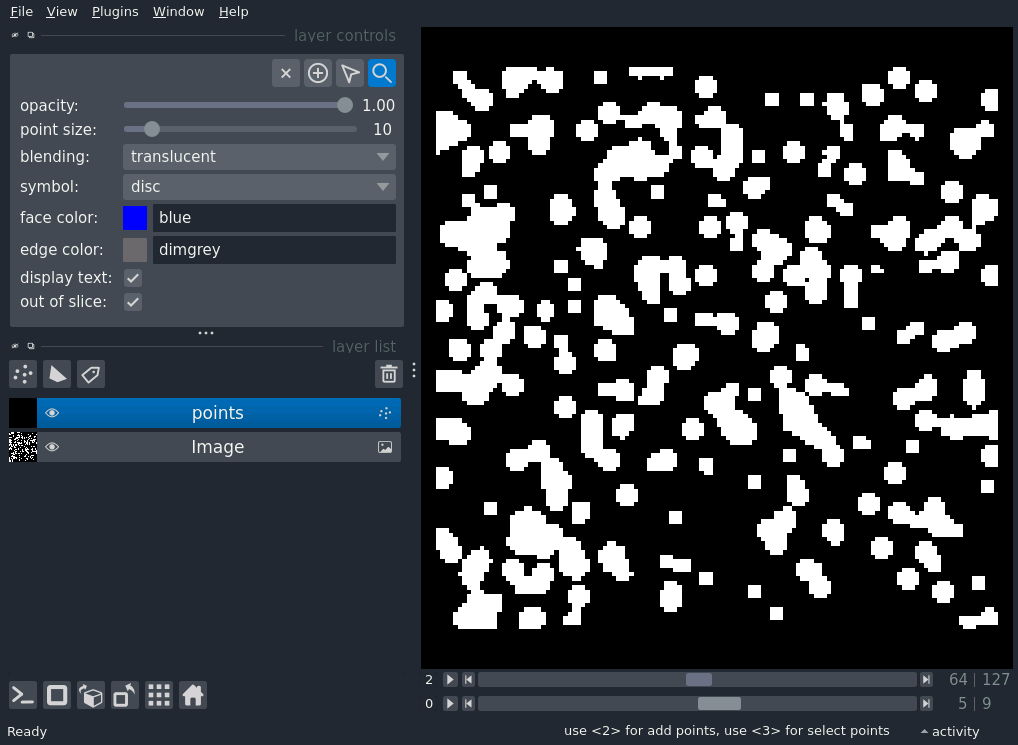 File View Plugins Window Help
layer controls
opacity: 1.00
point size: 10
blending: translucent
symbol: disc
face color: blue
edge color: dimgrey
display text:
out of slice:
layer list
points
Image
2 64 | 127
0 5 | 9
Ready use <2> for add points, use <3> for select points activity